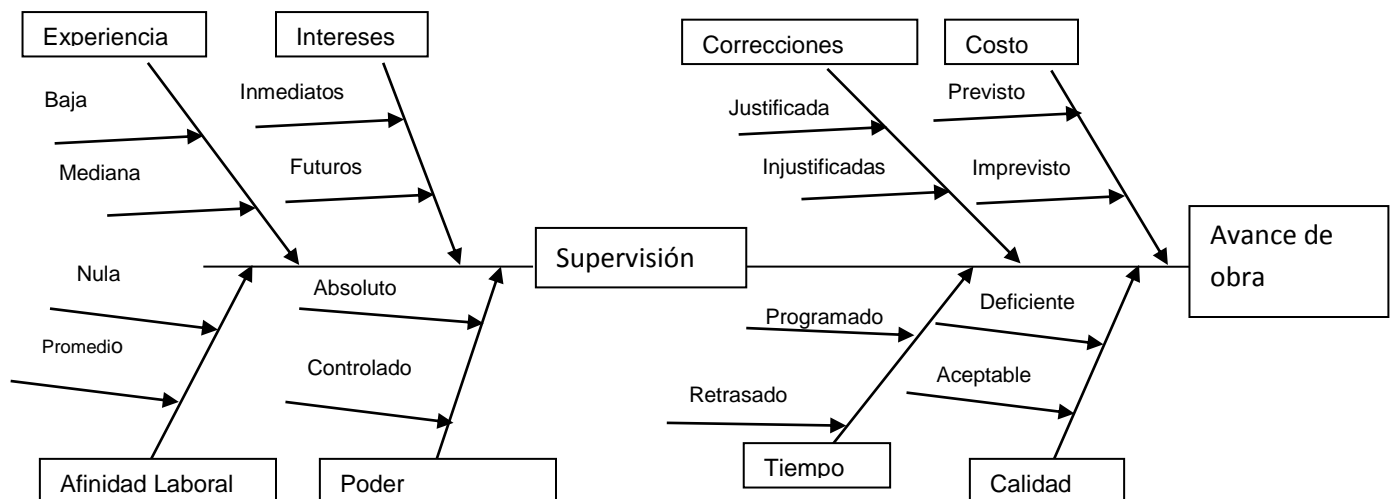 Experiencia
Intereses
Correcciones
Costo
Baja
Inmediatos
Justificada
Previsto
Mediana
Futuros
Injustificadas
Imprevisto
Supervisión
Avance de
obra
Nula
Absoluto
Programado
Deficiente
Promedio
Controlado
Retrasado
Aceptable
Afinidad Laboral
Poder
Tiempo
Calidad